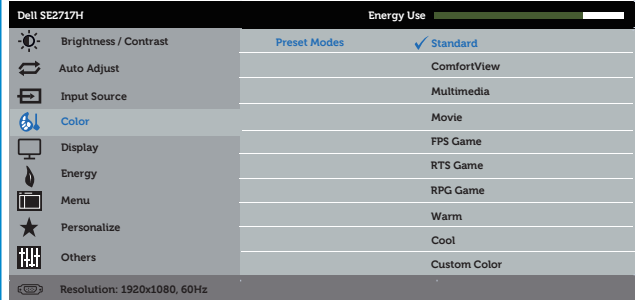 Dell SE2717H Energy Use
Brightness / Contrast Preset Modes Standard
Auto Adjust ComfortView
Input Source Multimedia
Color Movie
Display FPS Game
Energy RTS Game
Menu RPG Game
Personalize Warm
Others Cool
Custom Color
Resolution: 1920x1080, 60Hz